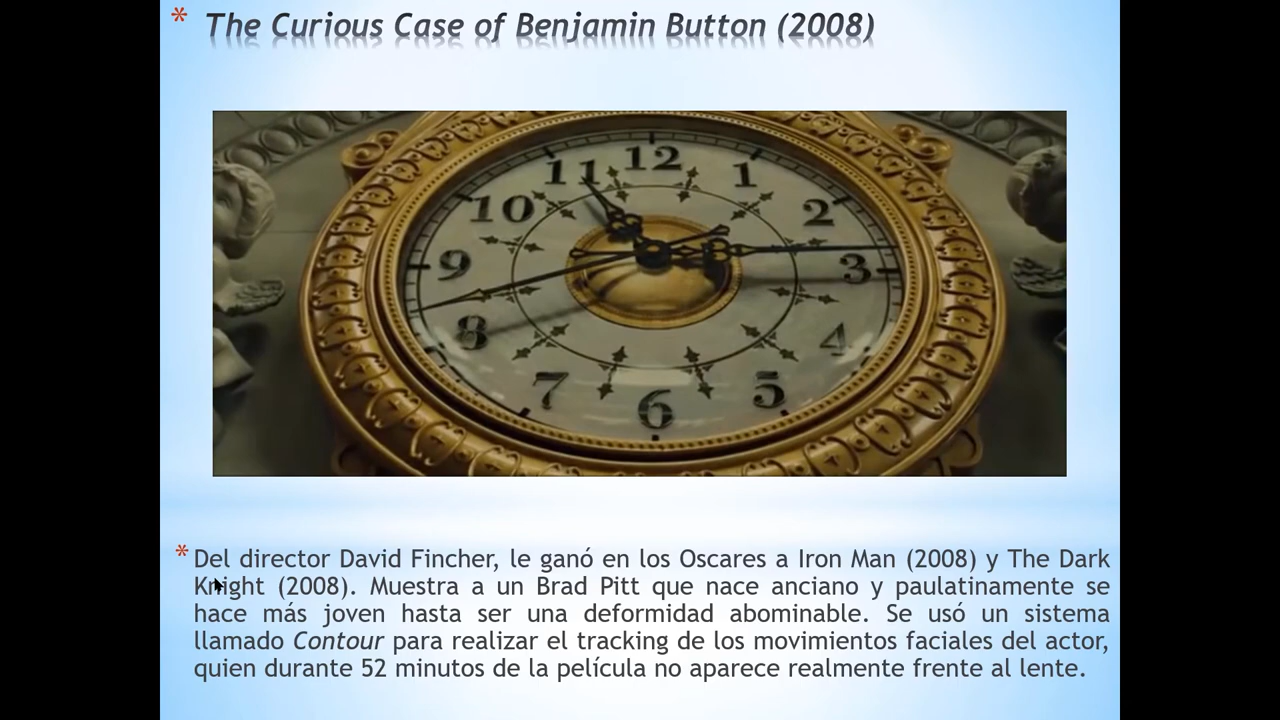 * The Curious Case of Benjamin Button (2008)
12
1
2
3
4
5
6
7
8
9
10
11
* Del director David Fincher, le ganó en los Oscares a Iron Man (2008) y The Dark
Knight (2008). Muestra a un Brad Pitt que nace anciano y paulatinamente se
hace más joven hasta ser una deformidad abominable. Se usó un sistema
llamado Contour para realizar el tracking de los movimientos faciales del actor,
quien durante 52 minutos de la película no aparece realmente frente al lente.